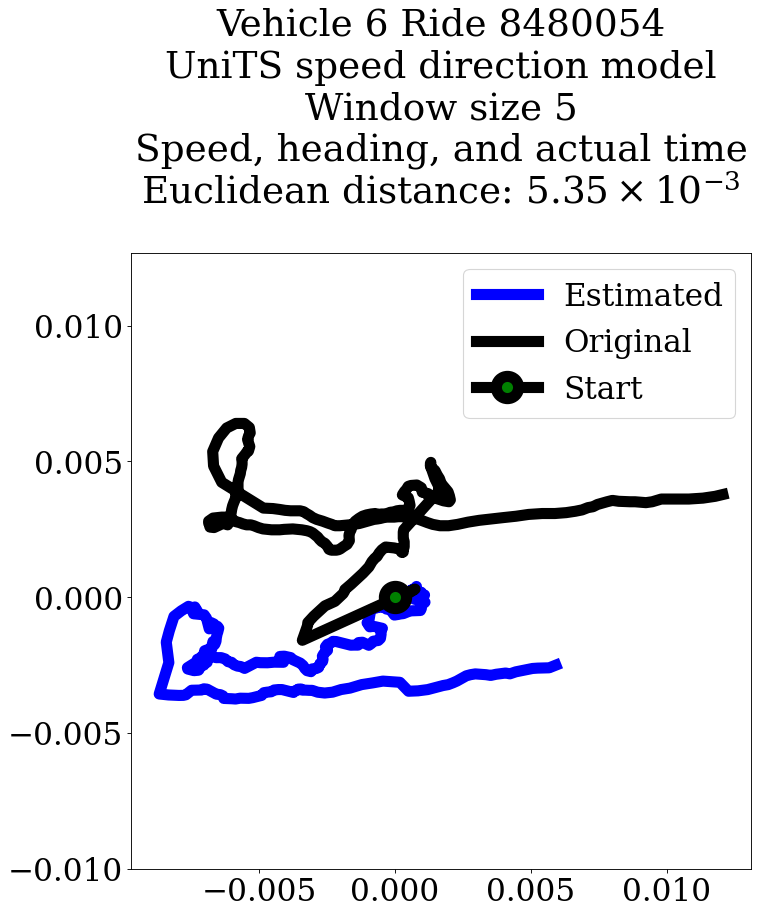 Vehicle 6 Ride 8480054
UniTS speed direction model
Window size 5
Speed, heading, and actual time
Euclidean distance: 5.35 × 10⁻³
Estimated
Original
Start
0.010
0.005
0.000
−0.005
−0.010
−0.005 0.000 0.005 0.010